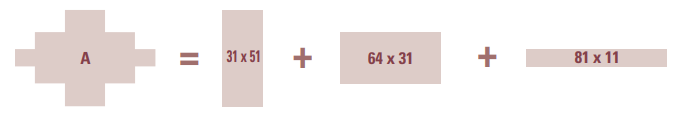 A = 31 x 51 + 64 x 31 + 81 x 11